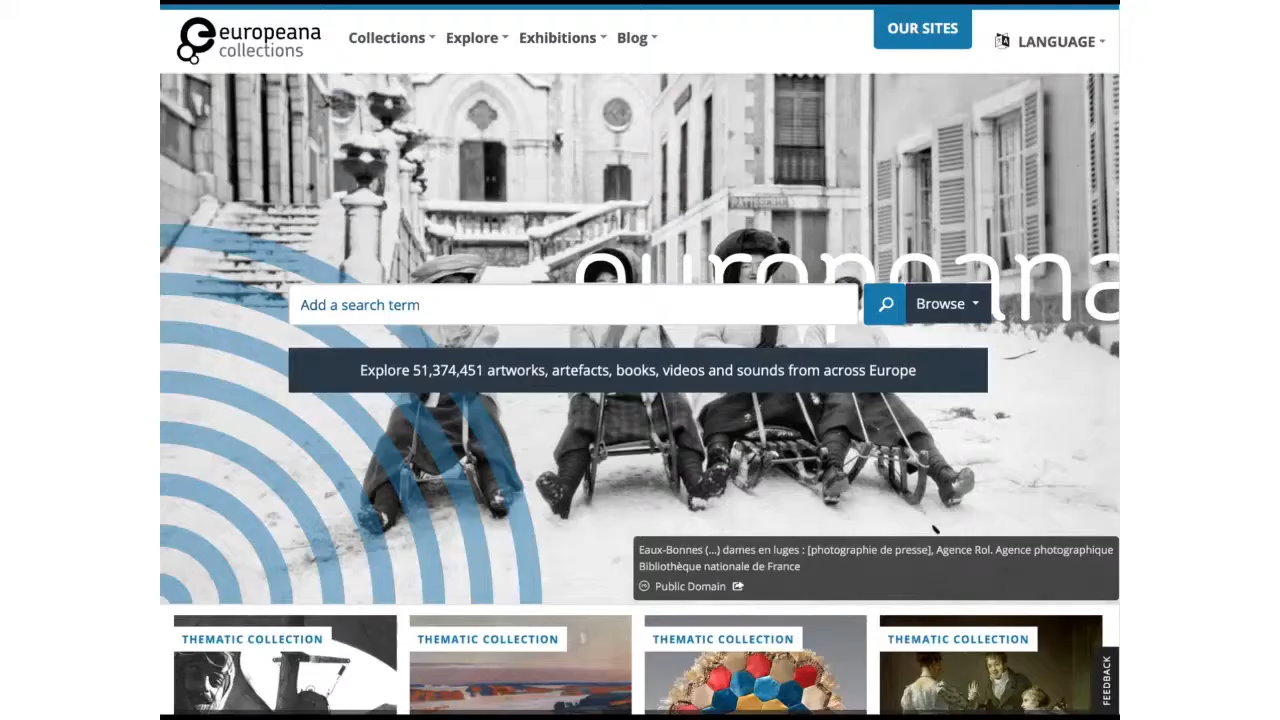 europeana
collections
Collections
Explore
Exhibitions
Blog
OUR SITES
LANGUAGE
PATISSERIE
europeana
Add a search term
Browse
Explore 51,374,451 artworks, artefacts, books, videos and sounds from across Europe
Eaux-Bonnes (...) dames en luges : [photographie de presse], Agence Rol. Agence photographique
Bibliothèque nationale de France
Public Domain
THEMATIC COLLECTION
THEMATIC COLLECTION
THEMATIC COLLECTION
THEMATIC COLLECTION
FEEDBACK